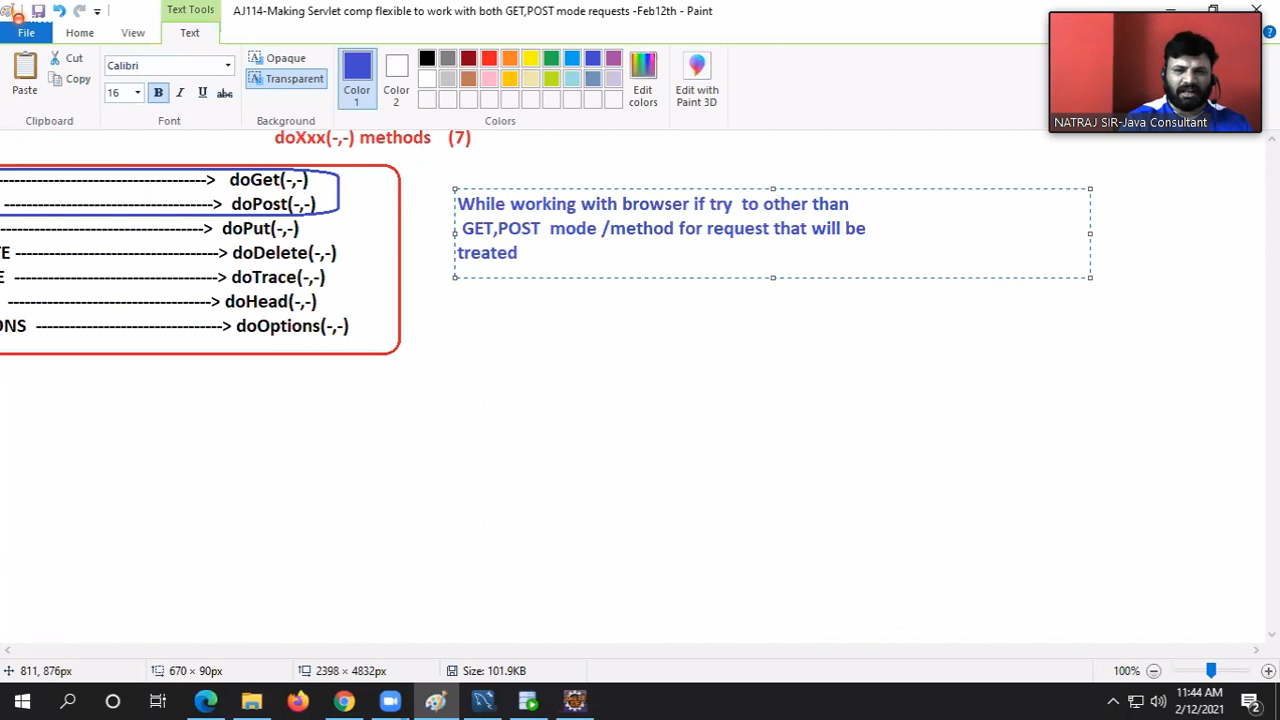 AJ114-Making Servlet comp flexible to work with both GET,POST mode requests -Feb12th - Paint
Text Tools
File
Home
View
Text
Paste
Cut
Copy
Clipboard
Calibri
16
B
I
U
abc
Font
Opaque
Transparent
Background
Color
1
Color
2
Colors
Edit
colors
Edit with
Paint 3D
NATRAJ SIR-Java Consultant
doXxx(-,-) methods (7)
------------------------------------> doGet(-,-)
-----------------------------------> doPost(-,-)
----------------------------------> doPut(-,-)
TE ----------------------------------> doDelete(-,-)
E ----------------------------------> doTrace(-,-)
----------------------------------> doHead(-,-)
ONS ---------------------------------> doOptions(-,-)
While working with browser if try to other than
GET,POST mode /method for request that will be
treated
811, 876px
670 × 90px
2398 × 4832px
Size: 101.9KB
100%
11:44 AM
2/12/2021
2